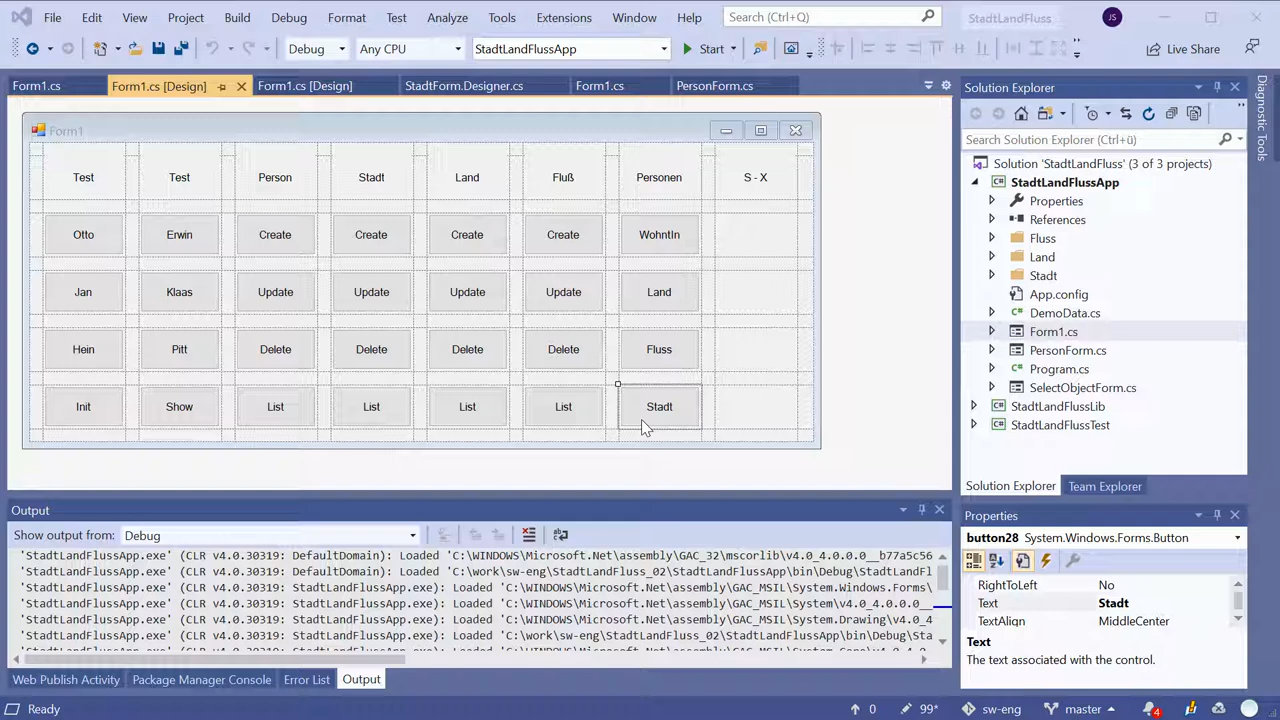 File Edit View Project Build Debug Format Test Analyze Tools Extensions Window Help Search (Ctrl+Q) StadtLandFluss JS
Debug Any CPU StadtLandFlussApp Start Live Share
Form1.cs Form1.cs [Design] Form1.cs [Design] StadtForm.Designer.cs Form1.cs PersonForm.cs
Form1
Test Test Person Stadt Land Fluß Personen S - X
Otto Erwin Create Create Create Create WohntIn
Jan Klaas Update Update Update Update Land
Hein Pitt Delete Delete Delete Delete Fluss
Init Show List List List List Stadt
Solution Explorer
Search Solution Explorer (Ctrl+ü)
Solution 'StadtLandFluss' (3 of 3 projects)
StadtLandFlussApp
Properties
References
Fluss
Land
Stadt
App.config
DemoData.cs
Form1.cs
PersonForm.cs
Program.cs
SelectObjectForm.cs
StadtLandFlussLib
StadtLandFlussTest
Solution Explorer Team Explorer
Diagnostic Tools
Output
Show output from: Debug
'StadtLandFlussApp.exe' (CLR v4.0.30319: DefaultDomain): Loaded 'C:\WINDOWS\Microsoft.Net\assembly\GAC_32\mscorlib\v4.0_4.0.0.0__b77a5c56
'StadtLandFlussApp.exe' (CLR v4.0.30319: DefaultDomain): Loaded 'C:\work\sw-eng\StadtLandFluss_02\StadtLandFlussApp\bin\Debug\StadtLandFl
'StadtLandFlussApp.exe' (CLR v4.0.30319: StadtLandFlussApp.exe): Loaded 'C:\WINDOWS\Microsoft.Net\assembly\GAC_MSIL\System.Windows.Forms\
'StadtLandFlussApp.exe' (CLR v4.0.30319: StadtLandFlussApp.exe): Loaded 'C:\WINDOWS\Microsoft.Net\assembly\GAC_MSIL\System\v4.0_4.0.0.0__
'StadtLandFlussApp.exe' (CLR v4.0.30319: StadtLandFlussApp.exe): Loaded 'C:\WINDOWS\Microsoft.Net\assembly\GAC_MSIL\System.Drawing\v4.0_4
'StadtLandFlussApp.exe' (CLR v4.0.30319: StadtLandFlussApp.exe): Loaded 'C:\work\sw-eng\StadtLandFluss_02\StadtLandFlussApp\bin\Debug\Sta
Web Publish Activity Package Manager Console Error List Output
Properties
button28 System.Windows.Forms.Button
RightToLeft No
Text Stadt
TextAlign MiddleCenter
Text
The text associated with the control.
Ready 0 99* sw-eng master 4